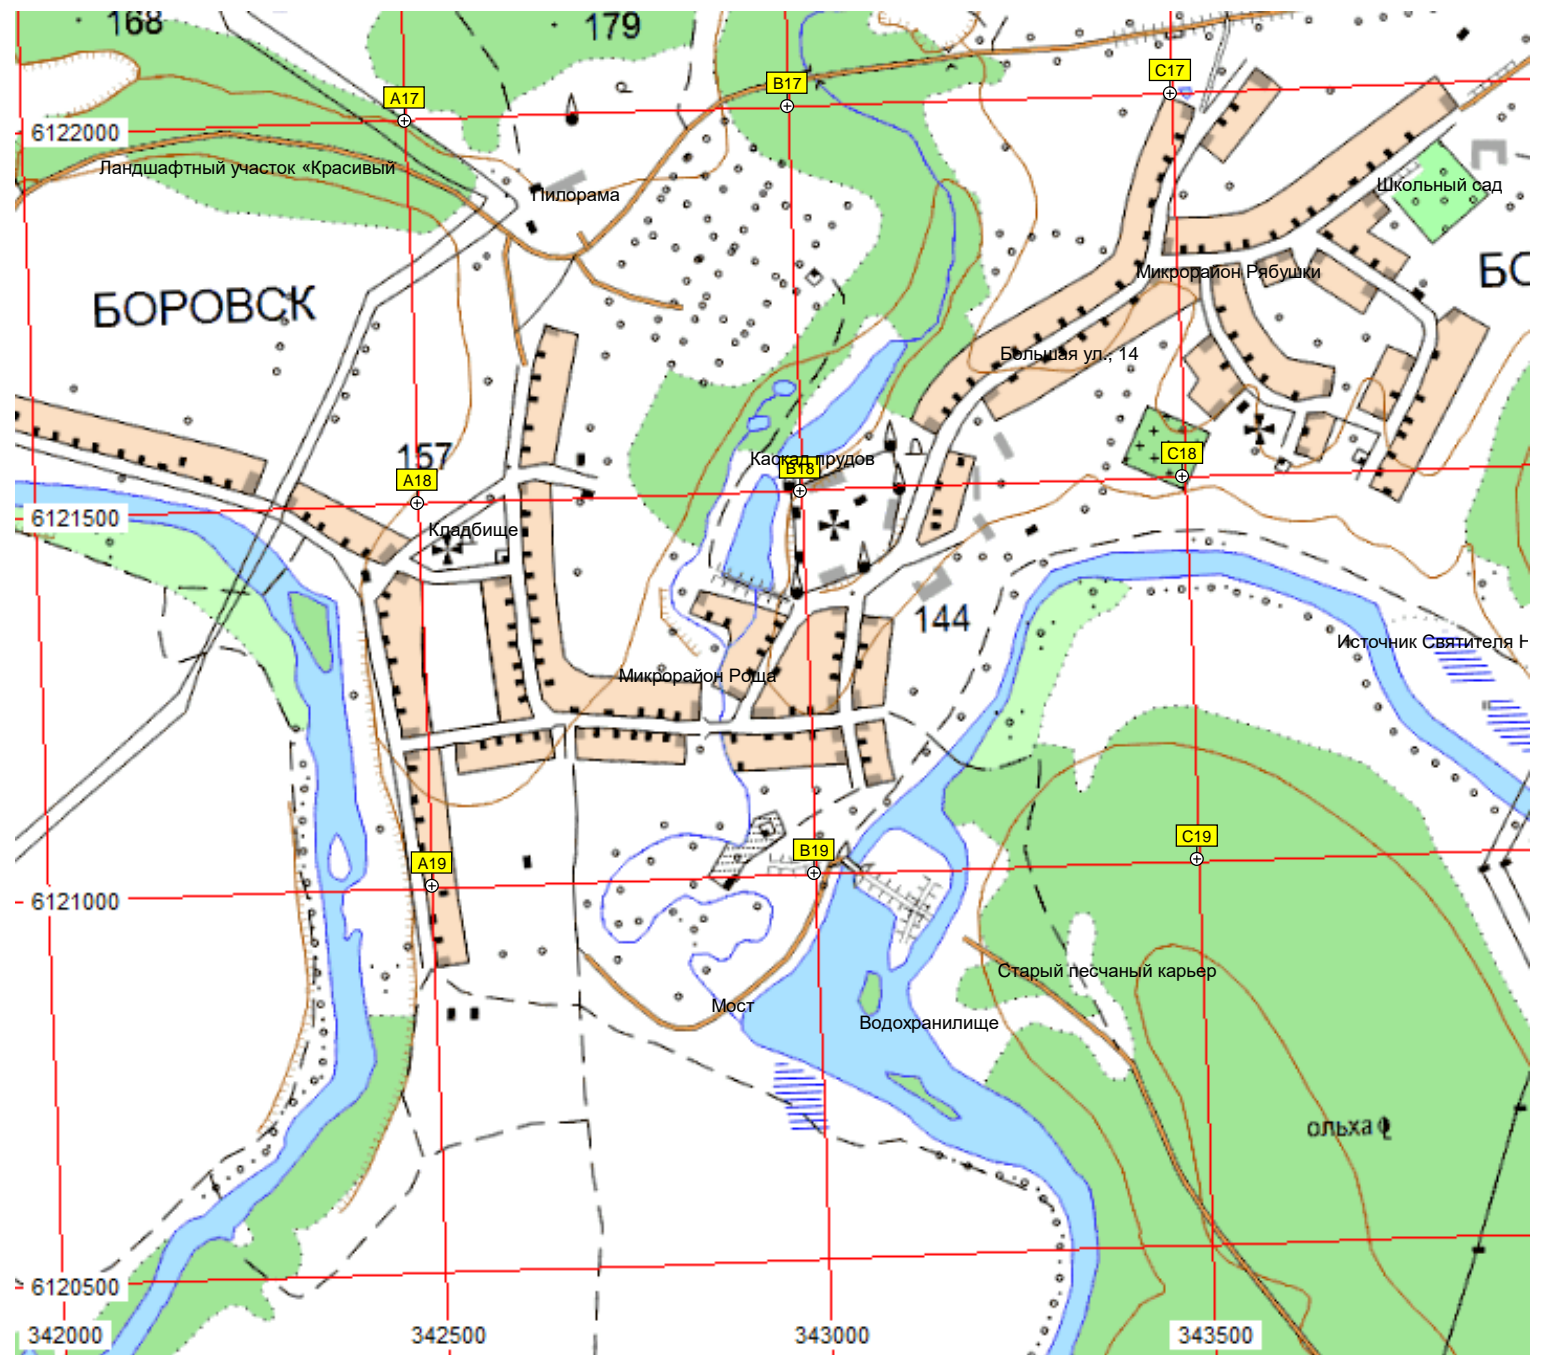 168
179
C17
B17
A17
6122000
Ландшафтный участок «Красивый
Школьный сад
Пилорама
Микрорайон Рябушки
БО
БОРОВСК
Большая ул., 14
157
C18
Каскад прудов
B18
A18
6121500
Кладбище
144
Источник Святителя Н
Микрорайон Роща
C19
B19
A19
6121000
Старый песчаный карьер
Мост
Водохранилище
ольха
6120500
342000
342500
343000
343500